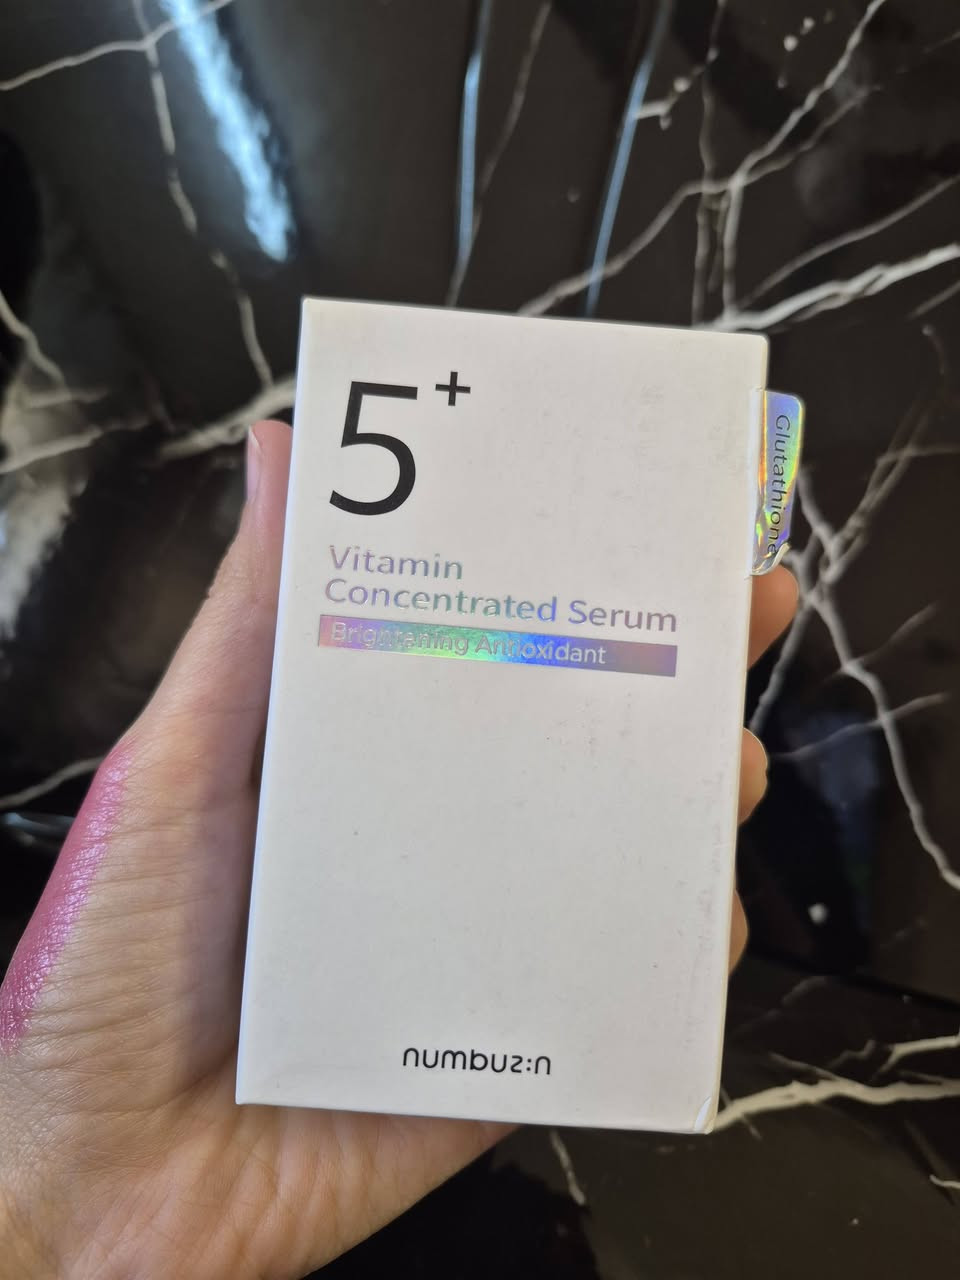 5+
Glutathione
Vitamin
Concentrated Serum
Brightening Antioxidant
numbuz:n